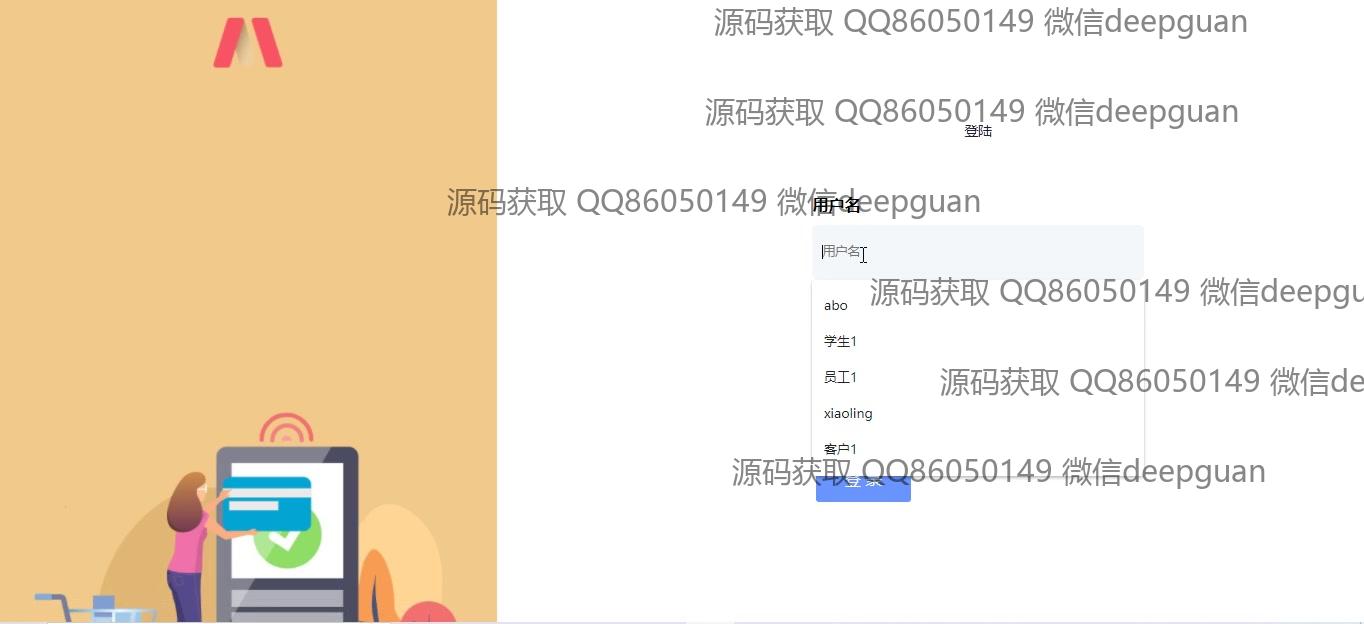 源码获取 QQ86050149 微信deepguan
源码获取 QQ86050149 微信deepguan
登陆
源码获取 QQ86050149 微信deepguan
用户名
用户名
源码获取 QQ86050149 微信deepgu
abo
学生1
员工1
源码获取 QQ86050149 微信de
xiaoling
客户1
源码获取 QQ86050149 微信deepguan
登录